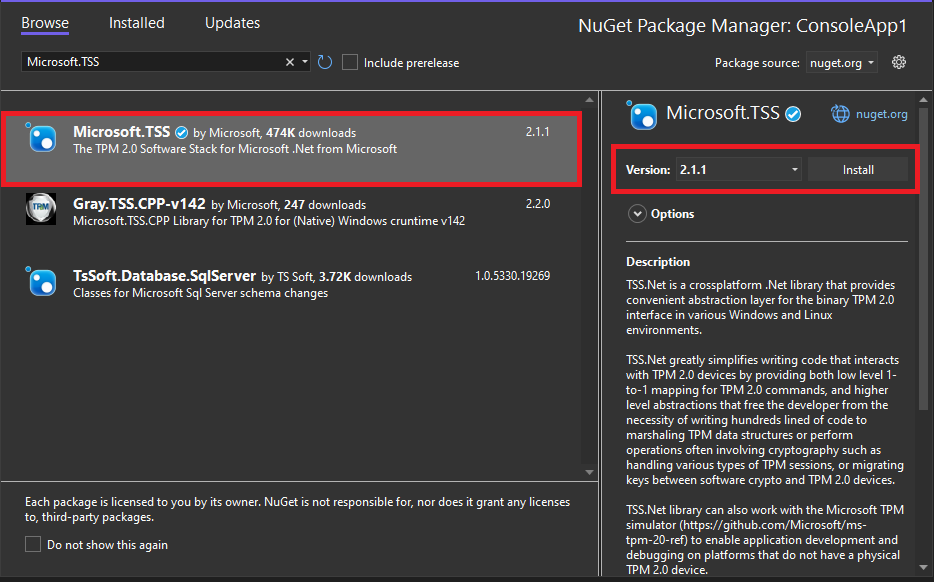 Browse Installed Updates
NuGet Package Manager: ConsoleApp1
Microsoft.TSS
Include prerelease
Package source: nuget.org
Microsoft.TSS by Microsoft, 474K downloads 2.1.1
The TPM 2.0 Software Stack for Microsoft .Net from Microsoft
TRM
Gray.TSS.CPP-v142 by Microsoft, 247 downloads 2.2.0
Microsoft.TSS.CPP Library for TPM 2.0 for (Native) Windows cruntime v142
TsSoft.Database.SqlServer by TS Soft, 3.72K downloads 1.0.5330.19269
Classes for Microsoft Sql Server schema changes
Each package is licensed to you by its owner. NuGet is not responsible for, nor does it grant any licenses
to, third-party packages.
Do not show this again
Microsoft.TSS nuget.org
Version: 2.1.1 Install
Options
Description
TSS.Net is a crossplatform .Net library that provides
convenient abstraction layer for the binary TPM 2.0
interface in various Windows and Linux
environments.
TSS.Net greatly simplifies writing code that interacts
with TPM 2.0 devices by providing both low level 1-
to-1 mapping for TPM 2.0 commands, and higher
level abstractions that free the developer from the
necessity of writing hundreds lined of code to
marshaling TPM data structures or perform
operations often involving cryptography such as
handling various types of TPM sessions, or migrating
keys between software crypto and TPM 2.0 devices.
TSS.Net library can also work with the Microsoft TPM
simulator (https://github.com/Microsoft/ms-
tpm-20-ref) to enable application development and
debugging on platforms that do not have a physical
TPM 2.0 device.